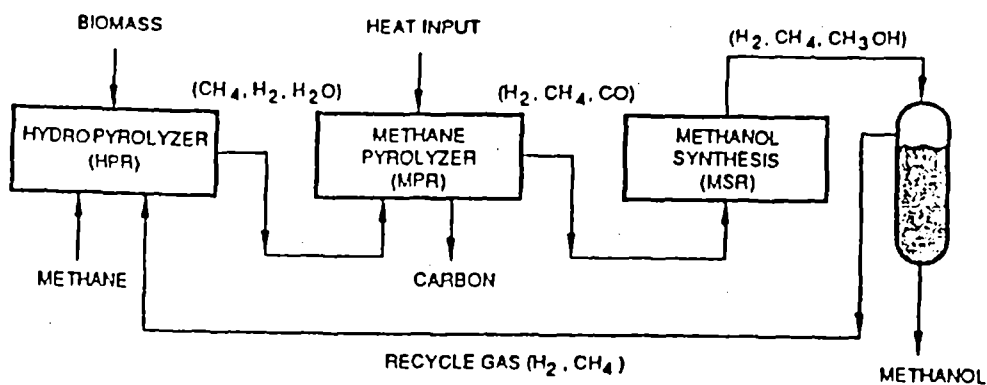 BIOMASS
HEAT INPUT
(H2, CH4, CH3OH)
(CH4, H2, H2O)
(H2, CH4, CO)
HYDROPYROLYZER
(HPR)
METHANE
PYROLYZER
(MPR)
METHANOL
SYNTHESIS
(MSR)
METHANE
CARBON
RECYCLE GAS (H2, CH4)
METHANOL